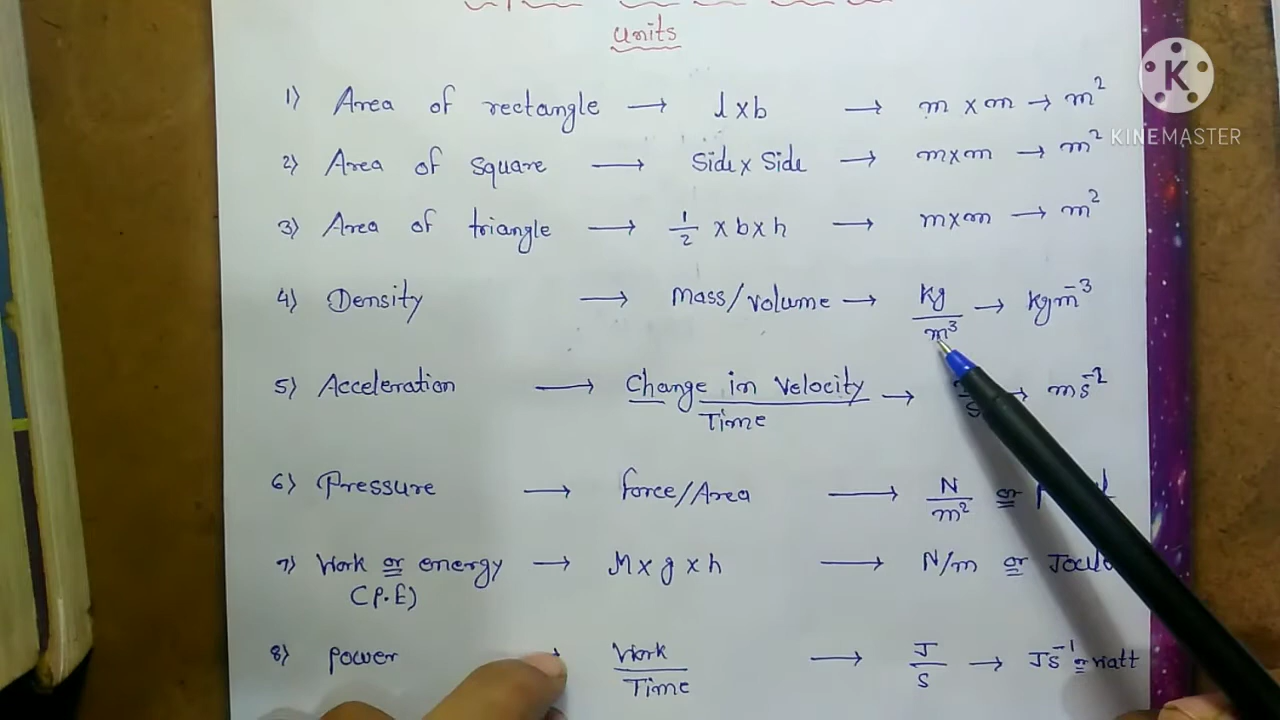 units
1) Area of rectangle → l x b → m x m → m²
2) Area of square → Side x Side → m x m → m²
3) Area of triangle → 1/2 x b x h → m x m → m²
4) Density → Mass/volume → Kg/m³ → Kgm⁻³
5) Acceleration → Change in Velocity/Time → → ms⁻²
6) Pressure → Force/Area → N/m² or
7) Work or energy → M x g x h → N/m or
(P.E)
8) Power → Work/Time → J/S → JS⁻¹ or watt
K
KINEMASTER